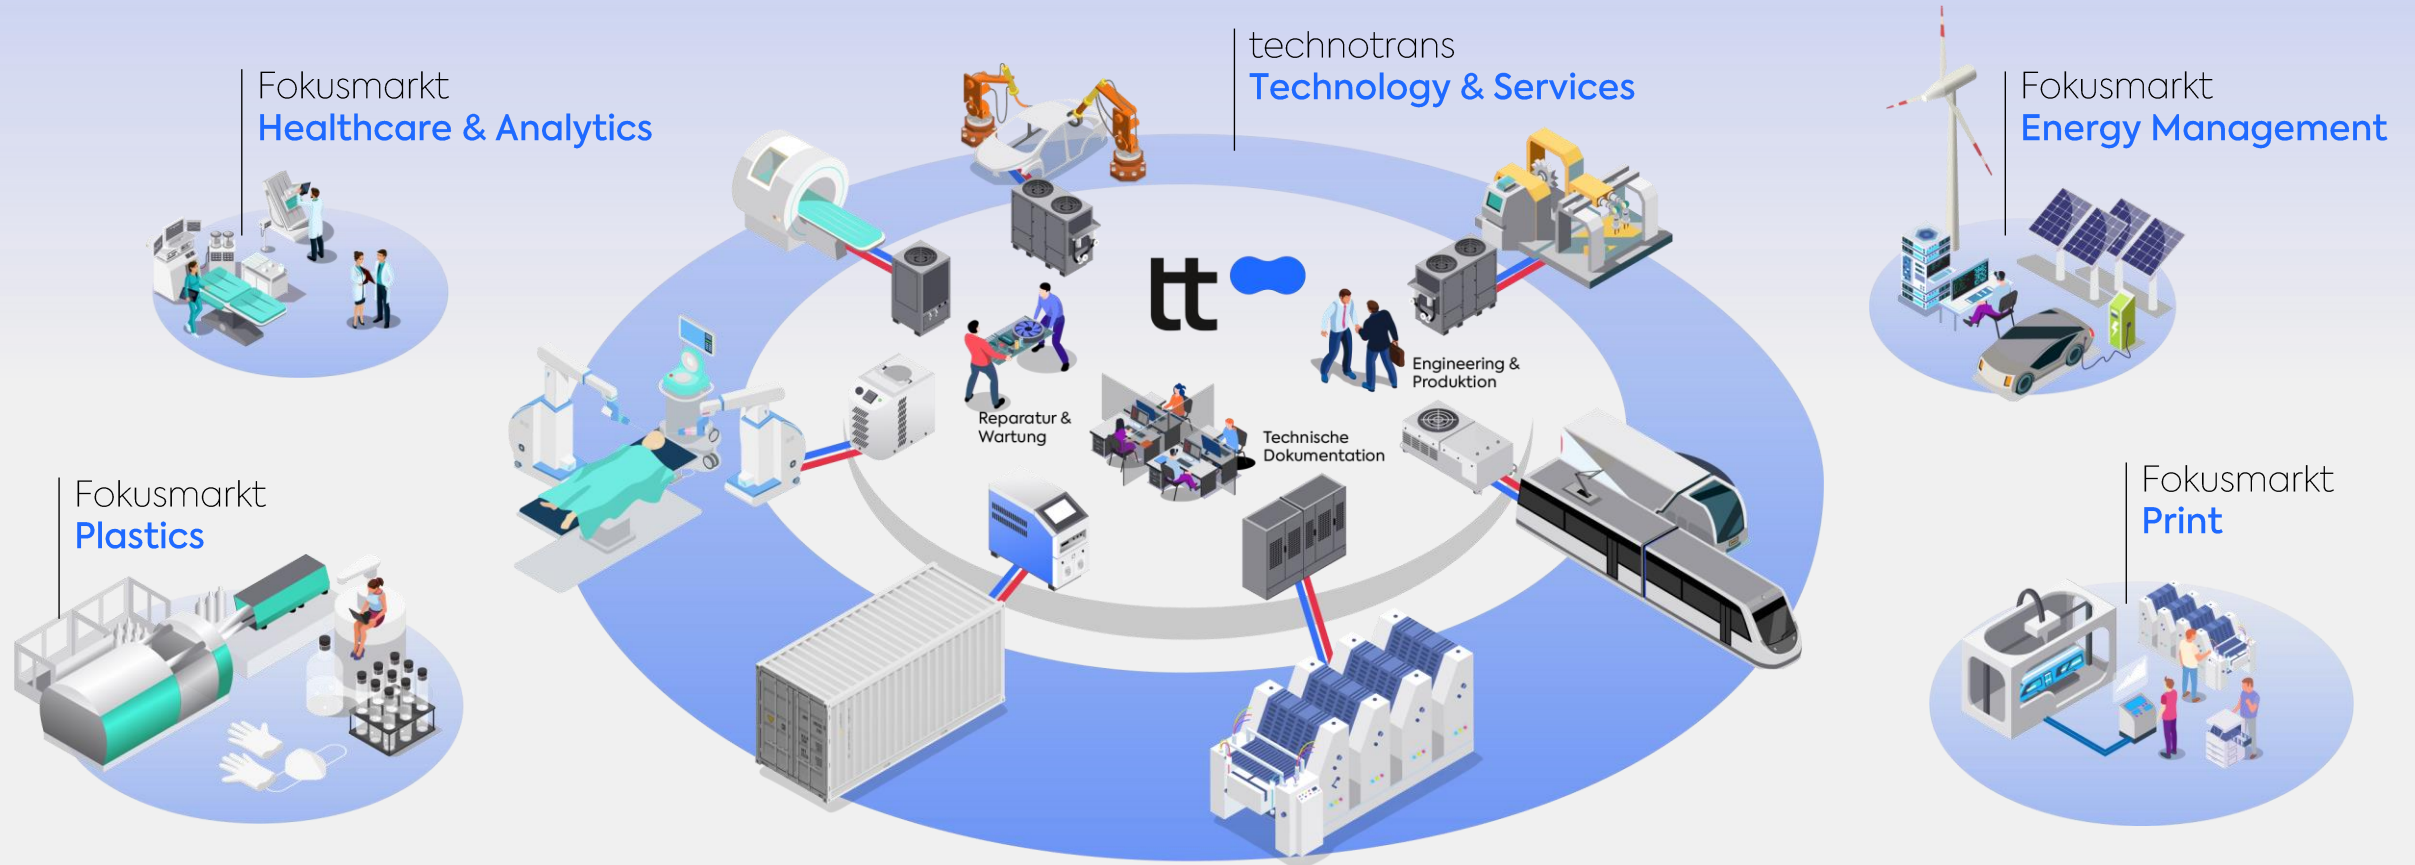 technotrans
Technology & Services
Fokusmarkt
Healthcare & Analytics
Fokusmarkt
Energy Management
tt
Engineering &
Produktion
Reparatur &
Wartung
Technische
Dokumentation
Fokusmarkt
Plastics
Fokusmarkt
Print